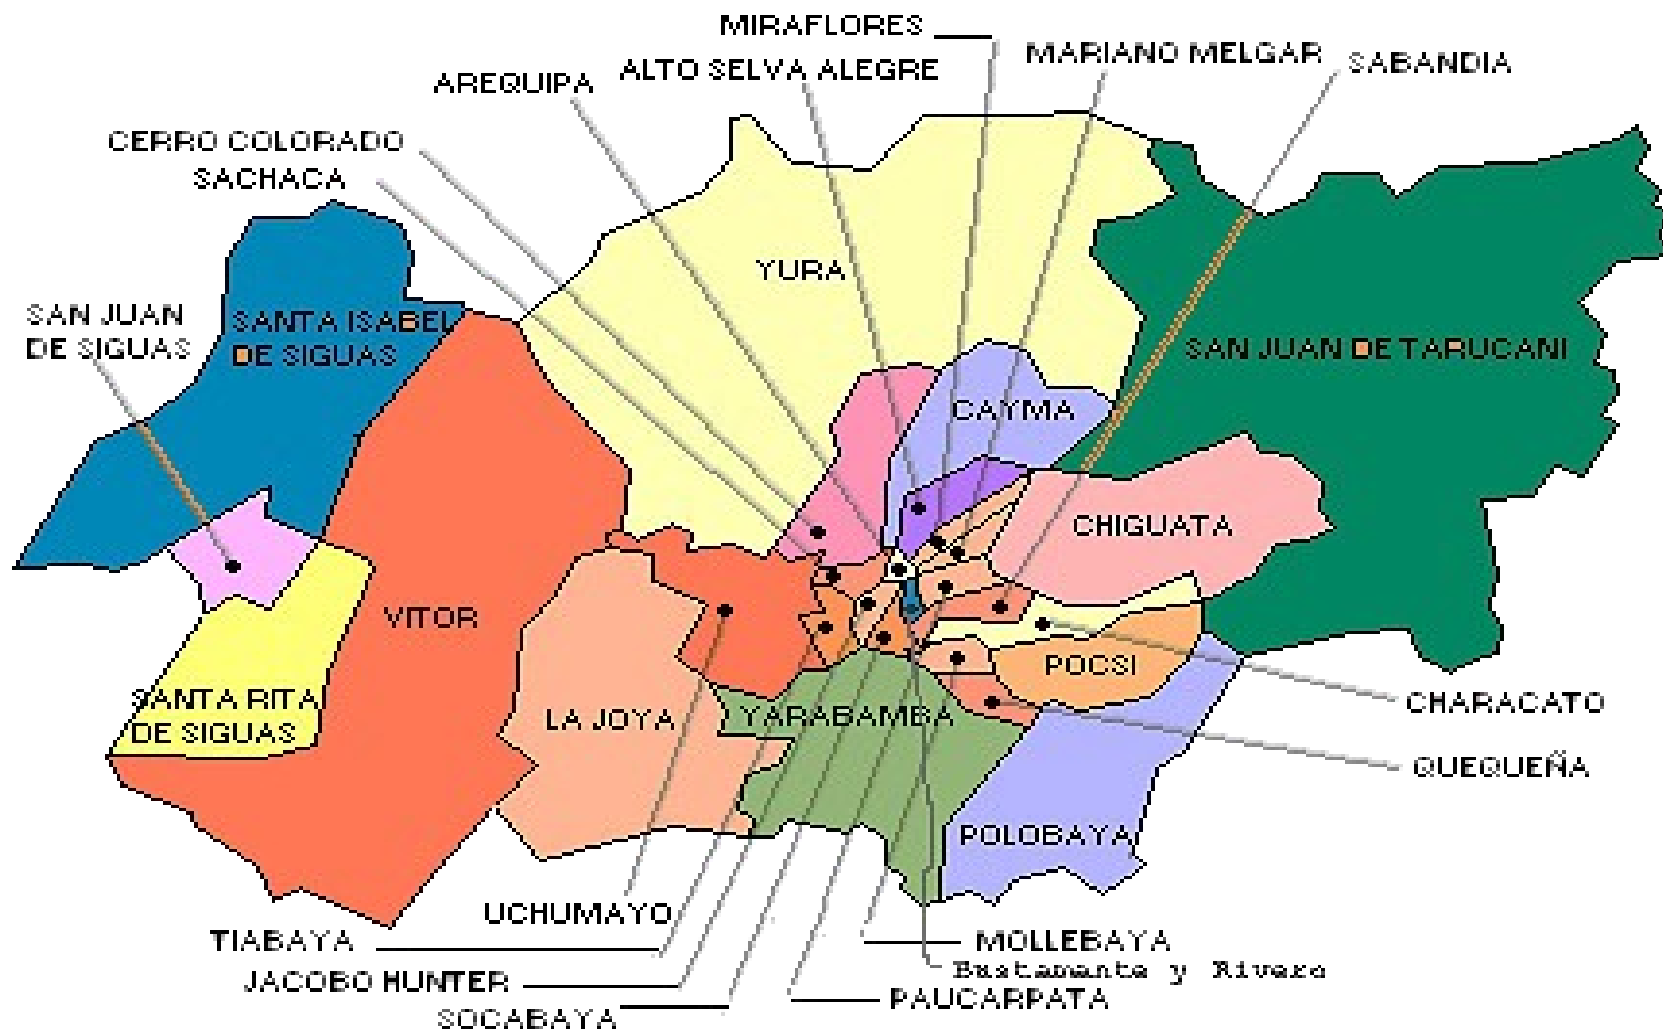 MIRAFLORES
MARIANO MELGAR
SABANDIA
ALTO SELVA ALEGRE
AREQUIPA
CERRO COLORADO
SACHACA
YURA
SAN JUAN
DE SIGUAS
SANTA ISABEL
DE SIGUAS
SAN JUAN DE TARUCANI
CAYMA
CHIGUATA
VITOR
POCSI
SANTA RITA
DE SIGUAS
LA JOYA
YARABAMBA
CHARACATO
QUEQUEÑA
POLOBAYA
UCHUMAYO
TIABAYA
MOLLEBAYA
Bustamante y Rivero
JACOBO HUNTER
PAUCARPATA
SOCABAYA